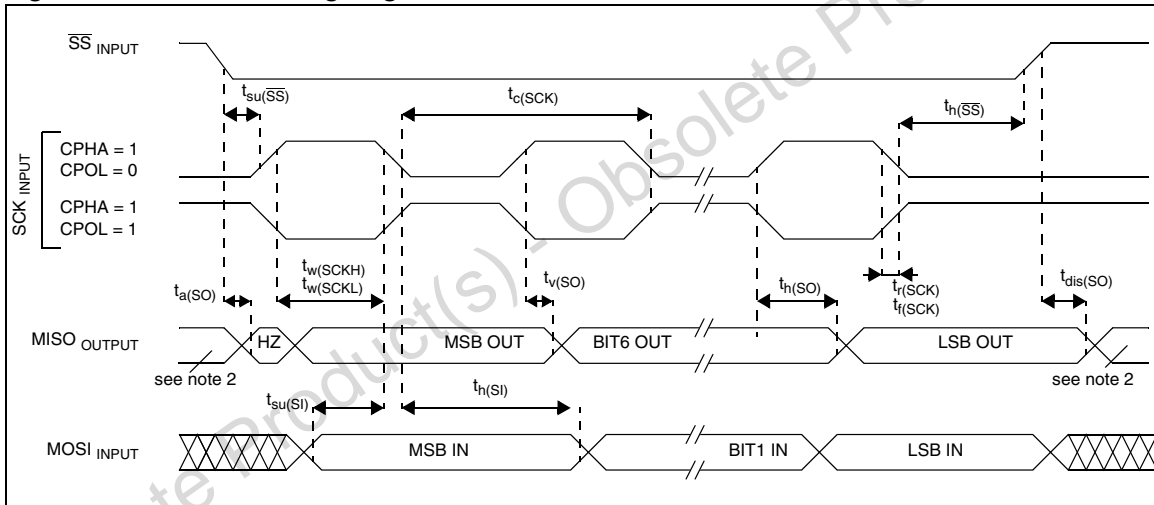 SS INPUT
tsu(SS)
tc(SCK)
th(SS)
SCK INPUT
CPHA = 1
CPOL = 0
CPHA = 1
CPOL = 1
ta(SO)
tw(SCKH)
tw(SCKL)
tv(SO)
th(SO)
tr(SCK)
tf(SCK)
tdis(SO)
MISO OUTPUT
HZ
MSB OUT
BIT6 OUT
LSB OUT
see note 2
see note 2
tsu(SI)
th(SI)
MOSI INPUT
MSB IN
BIT1 IN
LSB IN
te Product(s) - Obsolete Pro